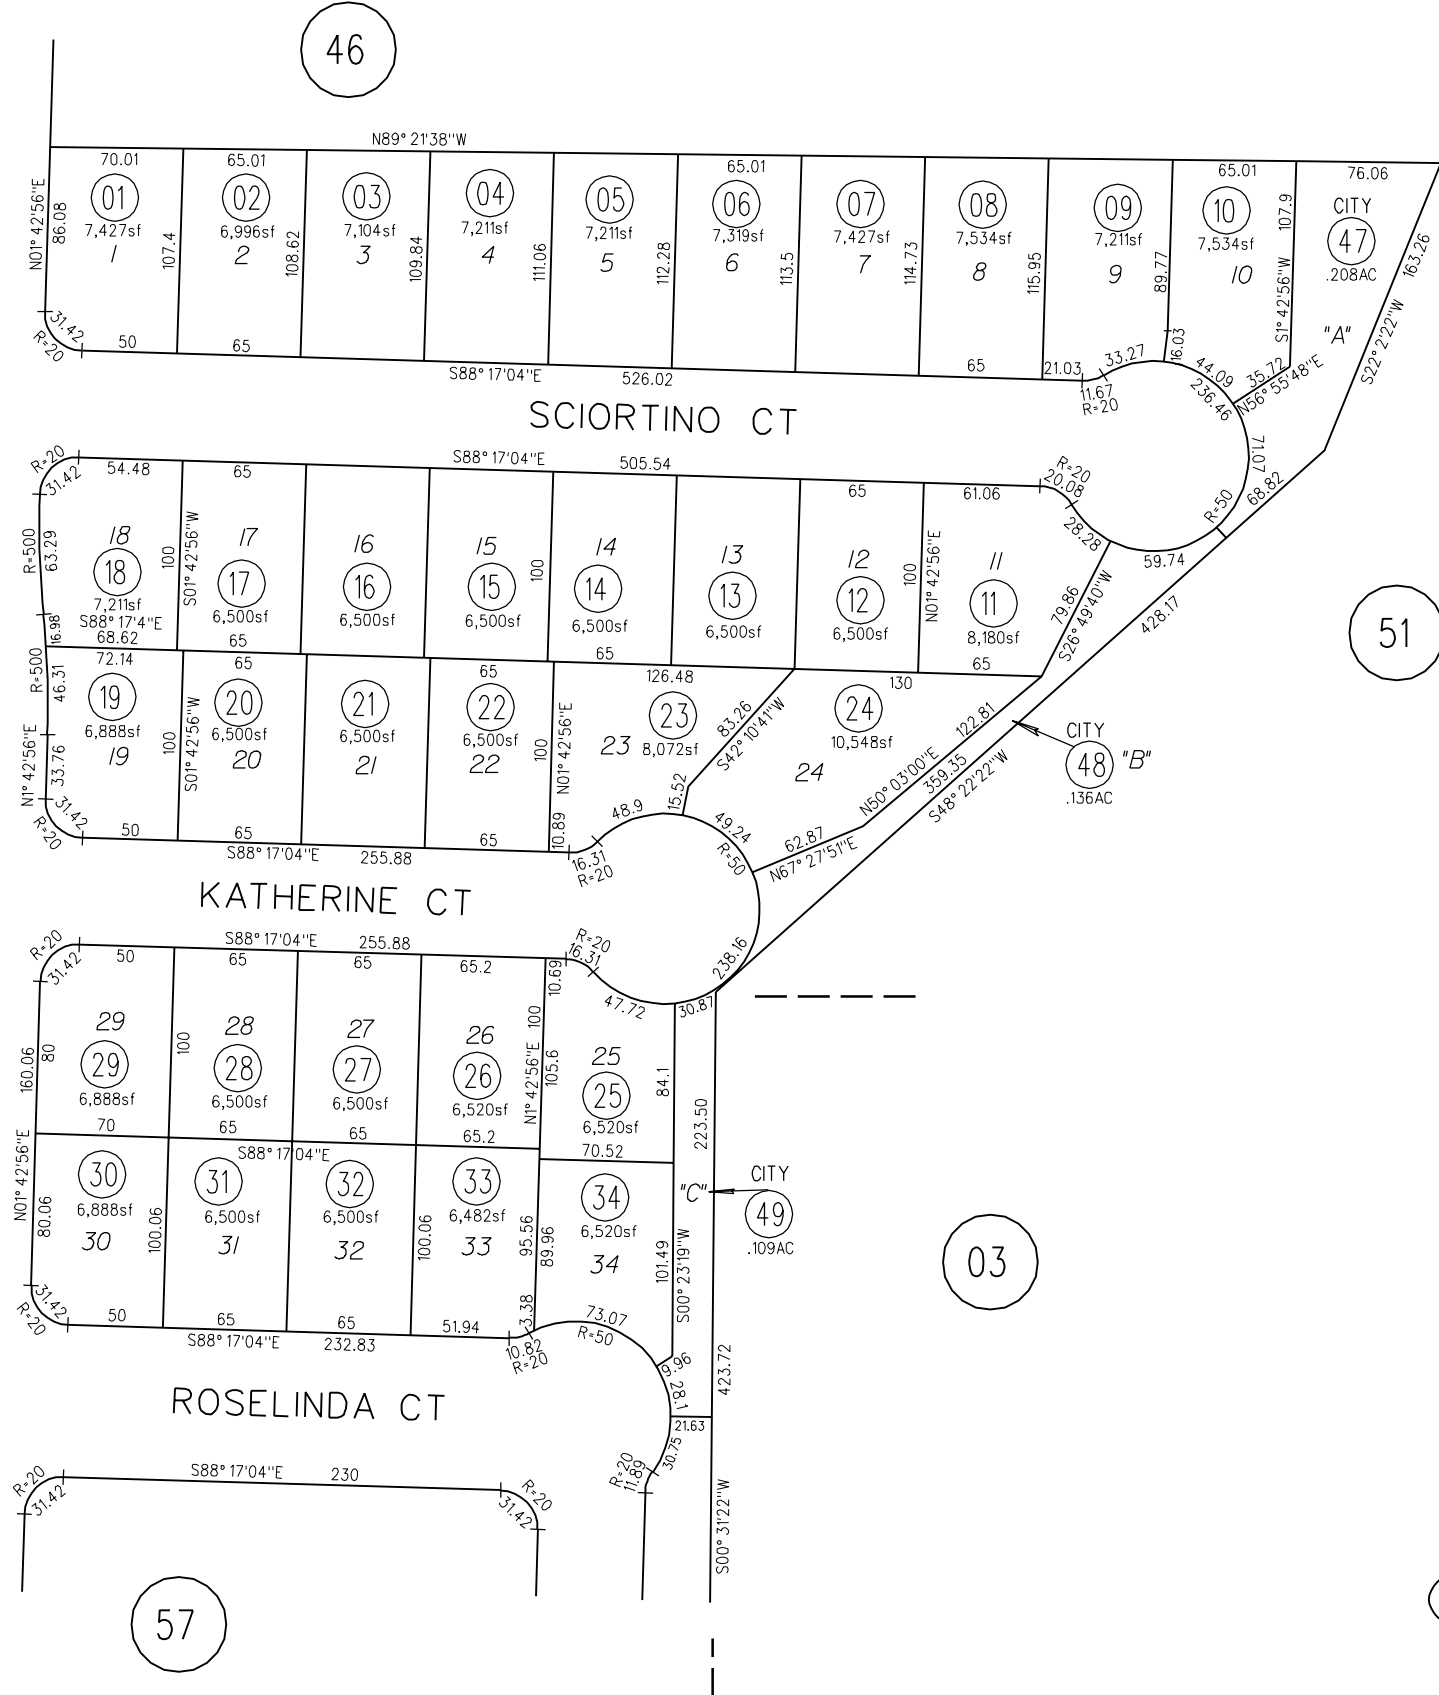 46
N89° 21'38"W
70.01
65.01
65.01
65.01
76.06
N01° 42'56"E
86.08
01
7,427sf
1
107.4
02
6,996sf
2
108.62
03
7,104sf
3
109.84
04
7,211sf
4
111.06
05
7,211sf
5
112.28
06
7,319sf
6
113.5
07
7,427sf
7
114.73
08
7,534sf
8
115.95
09
7,211sf
9
89.77
16.03
10
7,534sf
10
S1° 42'56"W 107.9
CITY
47
.208AC
"A"
163.26
S22° 2'22"W
31.42
R=20
50
65
65
21.03
11.67
R=20
33.27
44.09
236.46
35.72
N56° 55'48"E
S88° 17'04"E
526.02
SCIORTINO CT
71.07
R=50
68.82
59.74
R=20
31.42
54.48
65
S88° 17'04"E
505.54
65
61.06
R=20
20.08
28.28
R=500
63.29
16.98
18
18
7,211sf
S88° 17'4"E
68.62
100
S01° 42'56"W
17
17
6,500sf
65
16
16
6,500sf
15
15
6,500sf
100
14
14
6,500sf
65
13
13
6,500sf
12
12
6,500sf
100
N01° 42'56"E
11
11
8,180sf
65
79.86
S26° 49'40"W
428.17
51
R=500
46.31
72.14
19
6,888sf
19
N1° 42'56"E
33.76
100
S01° 42'56"W
65
20
6,500sf
20
21
6,500sf
21
65
22
6,500sf
22
100
N01° 42'56"E
10.89
126.48
23
23
8,072sf
83.26
S42° 10'41"W
15.52
130
24
10,548sf
24
122.81
N50° 03'00"E
359.35
S48° 22'22"W
CITY
48
"B"
.136AC
31.42
R=20
50
65
65
S88° 17'04"E
255.88
16.31
R=20
48.9
49.24
R=50
62.87
N67° 27'51"E
KATHERINE CT
238.16
R=20
31.42
50
S88° 17'04"E
255.88
65
65
65.2
R=20
16.31
10.69
47.72
30.87
160.06
80
29
29
6,888sf
70
100
28
28
6,500sf
65
27
27
6,500sf
65
26
26
6,520sf
65.2
N1° 42'56"E 100
105.6
25
25
6,520sf
70.52
84.1
223.50
S88° 17'04"E
N01° 42'56"E
80.06
30
6,888sf
30
100.06
31
6,500sf
31
32
6,500sf
32
100.06
33
6,482sf
33
95.56
89.96
3.38
34
6,520sf
34
101.49
"C"
S00° 23'19"W
CITY
49
.109AC
03
31.42
R=20
50
65
65
51.94
S88° 17'04"E
232.83
10.82
R=20
73.07
R=50
9.96
28.1
423.72
ROSELINDA CT
21.63
30.75
R=20
11.89
R=20
31.42
S88° 17'04"E
230
R=20
31.42
S00° 31'22"W
57